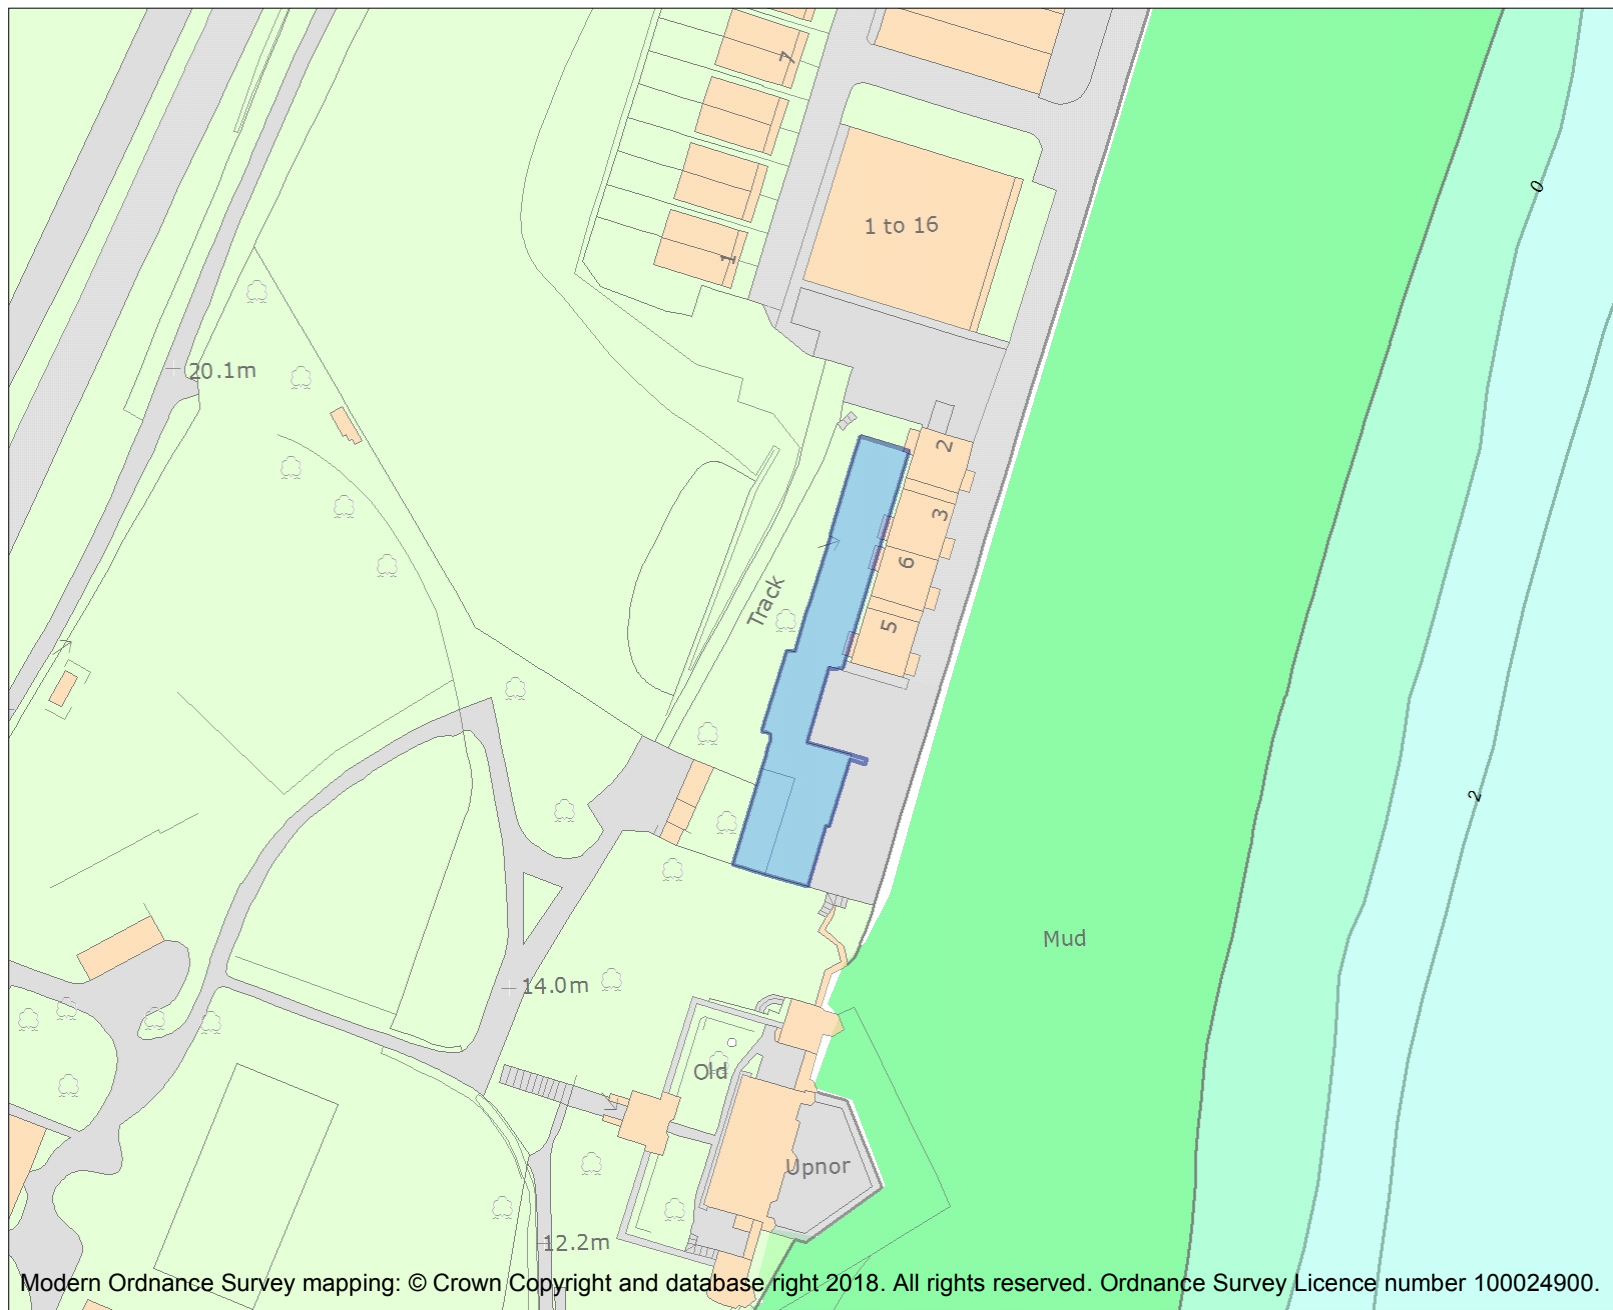 7
0
1 to 16
1
20.1m
2
3
6
Track
5
2
Mud
14.0m
Old
Upnor
12.2m
Modern Ordnance Survey mapping: © Crown Copyright and database right 2018. All rights reserved. Ordnance Survey Licence number 100024900.